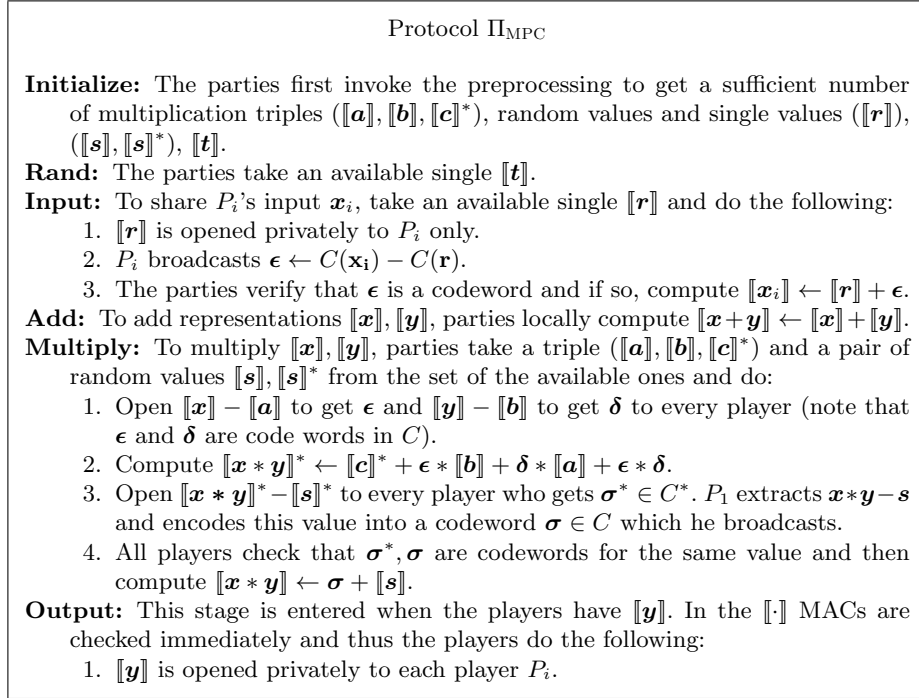 Protocol Π_MPC
Initialize: The parties first invoke the preprocessing to get a sufficient number
of multiplication triples (⟦a⟧, ⟦b⟧, ⟦c⟧*), random values and single values (⟦r⟧),
(⟦s⟧, ⟦s⟧*), ⟦t⟧.
Rand: The parties take an available single ⟦t⟧.
Input: To share P_i's input x_i, take an available single ⟦r⟧ and do the following:
1. ⟦r⟧ is opened privately to P_i only.
2. P_i broadcasts ϵ ← C(x_i) − C(r).
3. The parties verify that ϵ is a codeword and if so, compute ⟦x_i⟧ ← ⟦r⟧ + ϵ.
Add: To add representations ⟦x⟧, ⟦y⟧, parties locally compute ⟦x+y⟧ ← ⟦x⟧+⟦y⟧.
Multiply: To multiply ⟦x⟧, ⟦y⟧, parties take a triple (⟦a⟧, ⟦b⟧, ⟦c⟧*) and a pair of
random values ⟦s⟧, ⟦s⟧* from the set of the available ones and do:
1. Open ⟦x⟧ − ⟦a⟧ to get ϵ and ⟦y⟧ − ⟦b⟧ to get δ to every player (note that
ϵ and δ are code words in C).
2. Compute ⟦x ∗ y⟧* ← ⟦c⟧* + ϵ ∗ ⟦b⟧ + δ ∗ ⟦a⟧ + ϵ ∗ δ.
3. Open ⟦x ∗ y⟧*−⟦s⟧* to every player who gets σ* ∈ C*. P_1 extracts x∗y−s
and encodes this value into a codeword σ ∈ C which he broadcasts.
4. All players check that σ*, σ are codewords for the same value and then
compute ⟦x ∗ y⟧ ← σ + ⟦s⟧.
Output: This stage is entered when the players have ⟦y⟧. In the ⟦·⟧ MACs are
checked immediately and thus the players do the following:
1. ⟦y⟧ is opened privately to each player P_i.